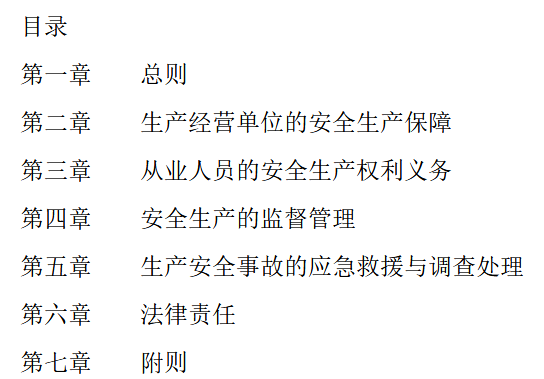 目录
第一章 总则
第二章 生产经营单位的安全生产保障
第三章 从业人员的安全生产权利义务
第四章 安全生产的监督管理
第五章 生产安全事故的应急救援与调查处理
第六章 法律责任
第七章 附则